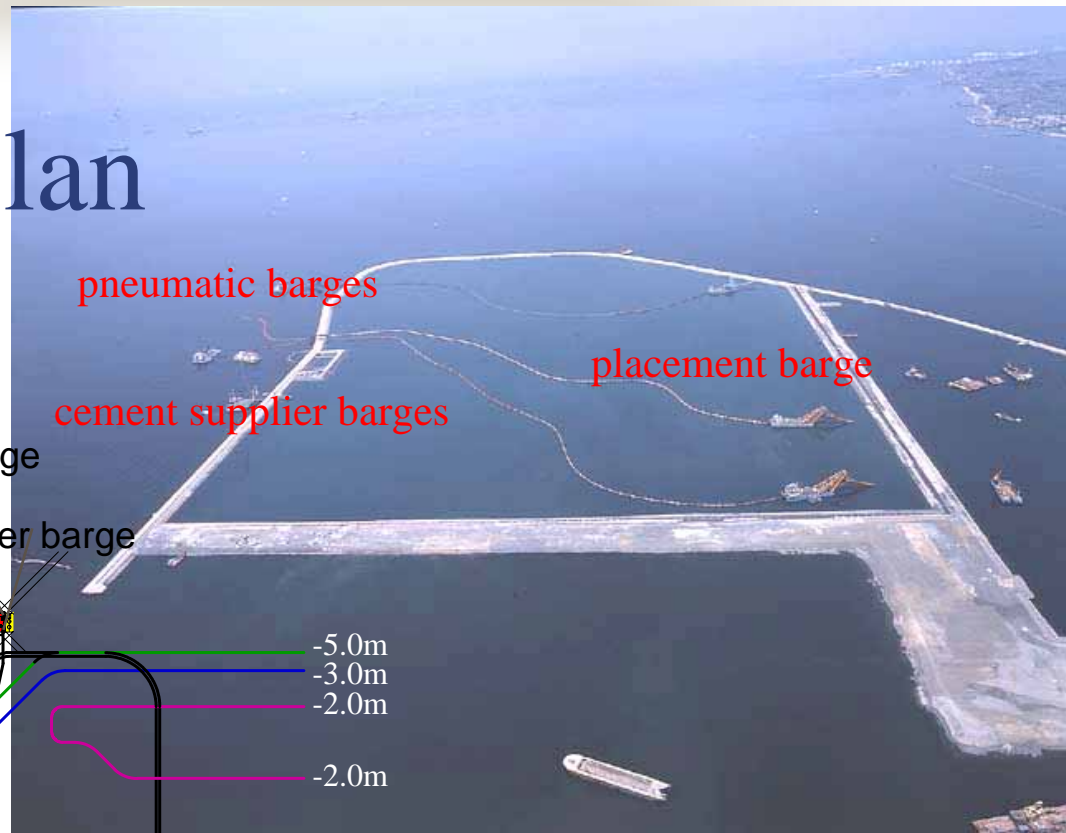 lan
pneumatic barges
placement barge
cement supplier barges
ge
er barge
-5.0m
-3.0m
-2.0m
-2.0m